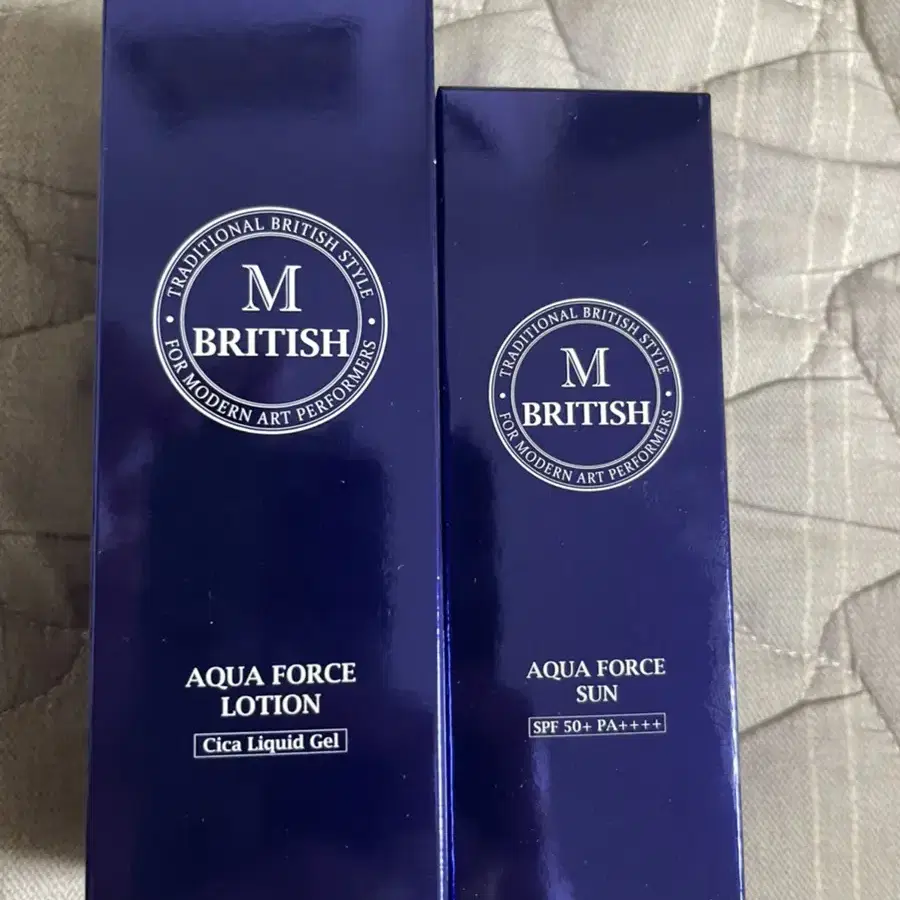 TRADITIONAL BRITISH STYLE
M
BRITISH
• FOR MODERN ART PERFORMERS •
AQUA FORCE
LOTION
Cica Liquid Gel
TRADITIONAL BRITISH STYLE
M
BRITISH
• FOR MODERN ART PERFORMERS •
AQUA FORCE
SUN
SPF 50+ PA++++